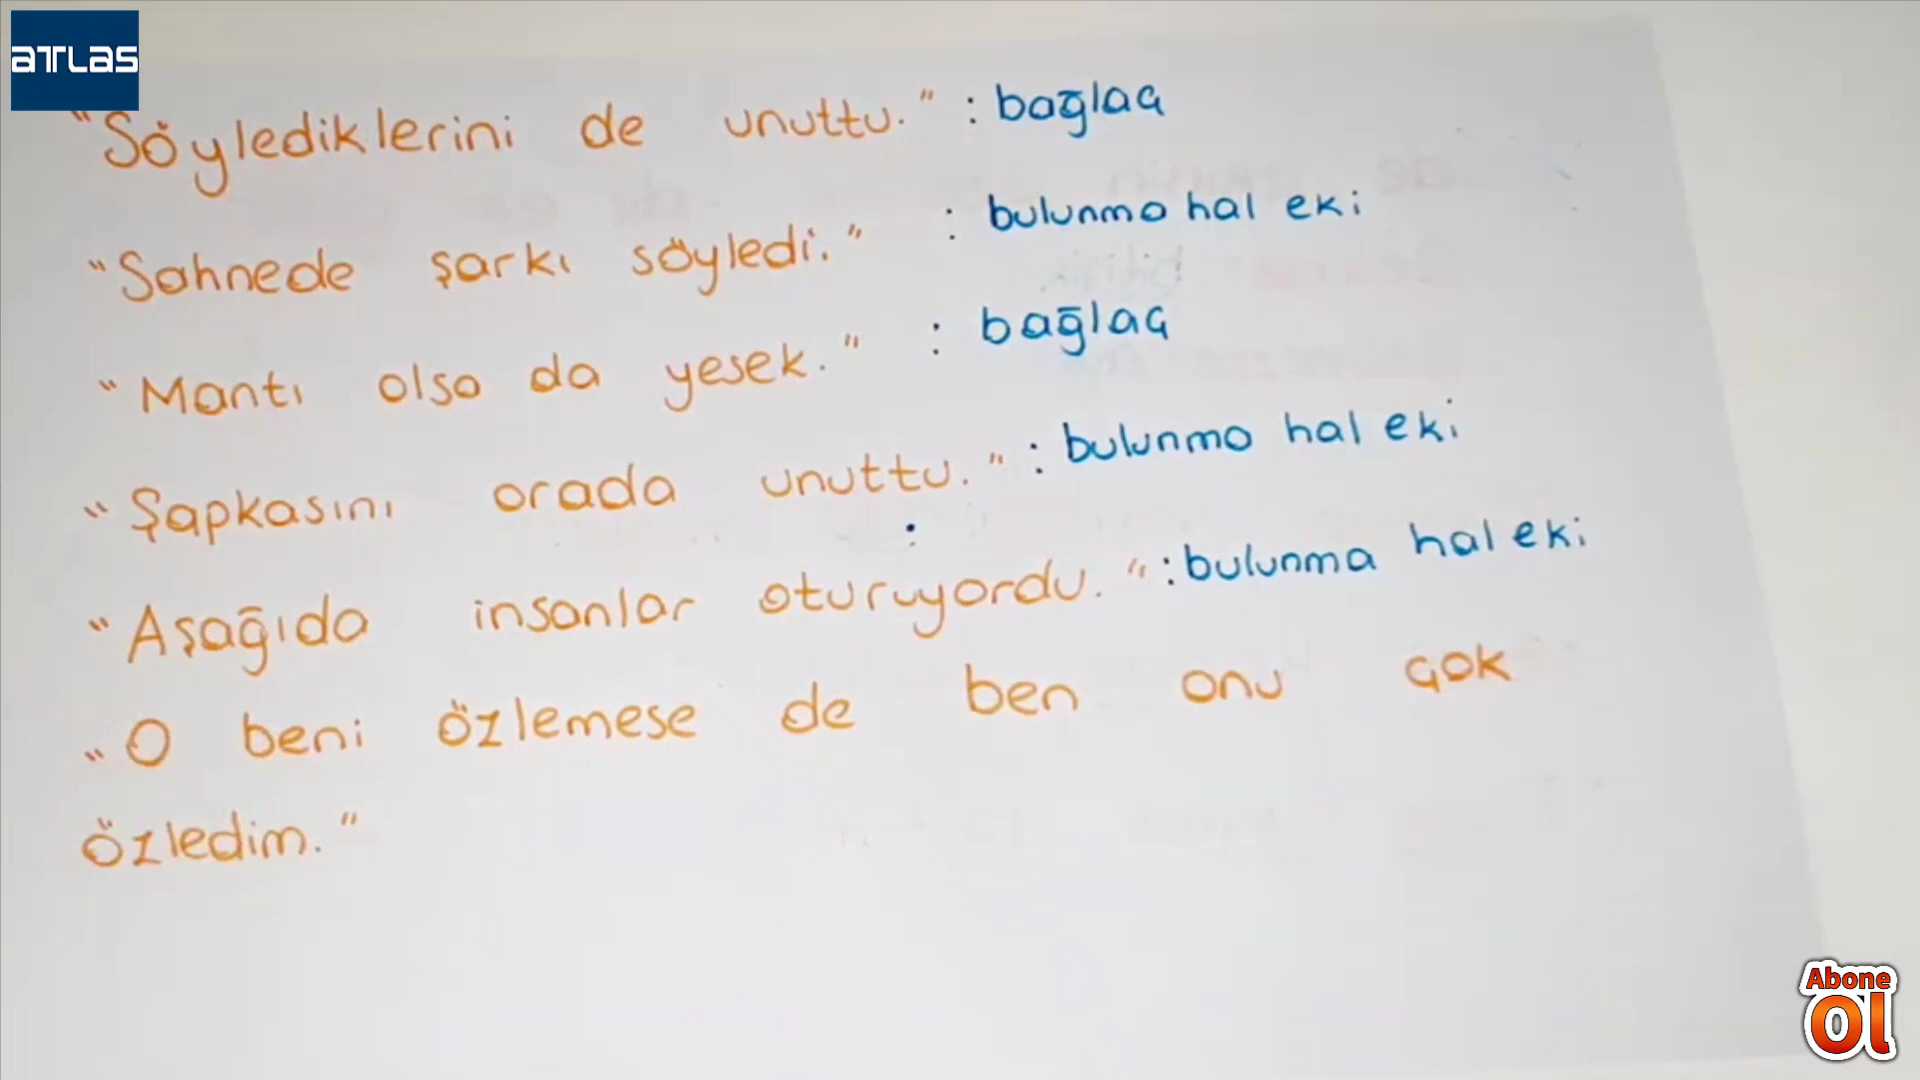 ATLAS
"Söylediklerini de unuttu." : bağlaç
"Sahnede şarkı söyledi." : bulunma hal eki
"Mantı olsa da yesek." : bağlaç
"Şapkasını orada unuttu." : bulunma hal eki
"Aşağıda insanlar oturuyordu." : bulunma hal eki
"O beni özlemese de ben onu çok
özledim."
Abone
Ol